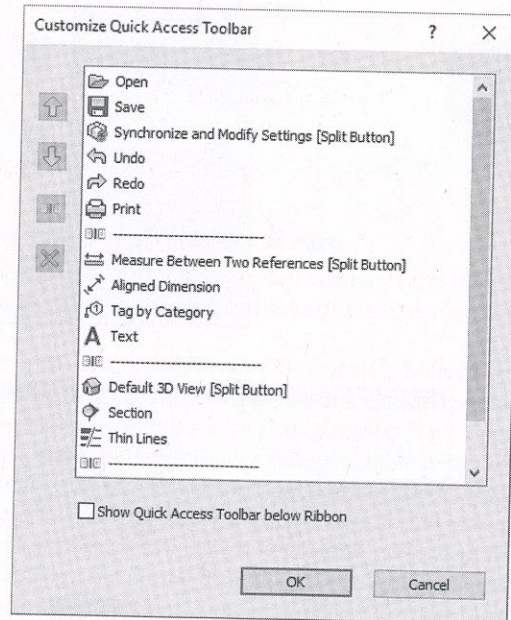 Customize Quick Access Toolbar ? X
Open
Save
Synchronize and Modify Settings [Split Button]
Undo
Redo
Print
--------------------------
Measure Between Two References [Split Button]
Aligned Dimension
Tag by Category
A Text
--------------------------
Default 3D View [Split Button]
Section
Thin Lines
--------------------------
Show Quick Access Toolbar below Ribbon
OK Cancel